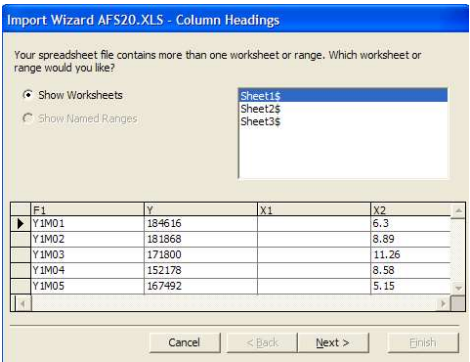 Import Wizard AFS20.XLS - Column Headings
Your spreadsheet file contains more than one worksheet or range. Which worksheet or
range would you like?
Show Worksheets
Show Named Ranges
Sheet1$
Sheet2$
Sheet3$
F1 Y X1 X2
Y1M01 184616 6.3
Y1M02 181868 8.89
Y1M03 171800 11.26
Y1M04 152178 8.58
Y1M05 167492 5.15
Cancel < Back Next > Finish